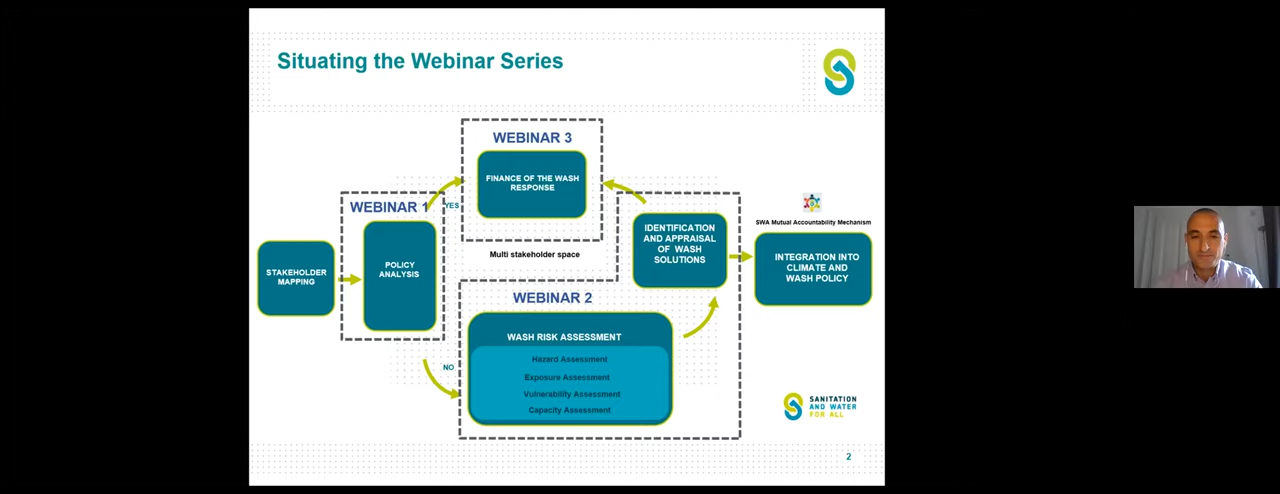 Situating the Webinar Series
WEBINAR 3
FINANCE OF THE WASH
RESPONSE
WEBINAR 1
YES
POLICY
ANALYSIS
STAKEHOLDER
MAPPING
Multi stakeholder space
IDENTIFICATION
AND APPRAISAL
OF WASH
SOLUTIONS
SWA Mutual Accountability Mechanism
INTEGRATION INTO
CLIMATE AND
WASH POLICY
WEBINAR 2
NO
WASH RISK ASSESSMENT
Hazard Assessment
Exposure Assessment
Vulnerability Assessment
Capacity Assessment
SANITATION
AND WATER
FOR ALL
2